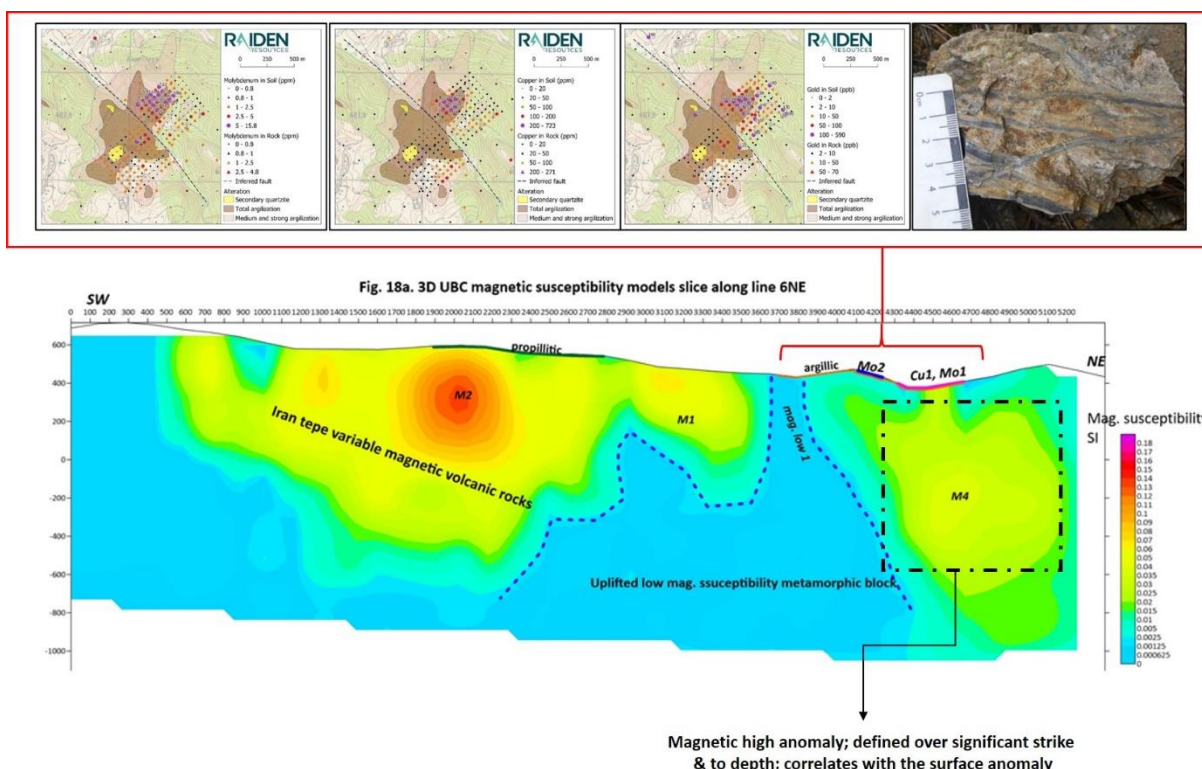 RAIDEN
RESOURCES
0 250 500 m
Molybdenum in Soil (ppm)
0 - 0.8
0.8 - 1
1 - 2.5
2.5 - 5
5 - 15.8
Molybdenum in Rock (ppm)
0 - 0.8
0.8 - 1
1 - 2.5
2.5 - 4.8
Inferred fault
Alteration
Secondary quartzite
Total argilization
Medium and strong argilization
RAIDEN
RESOURCES
0 250 500 m
Copper in Soil (ppm)
0 - 20
20 - 50
50 - 100
100 - 200
200 - 723
Copper in Rock (ppm)
0 - 20
20 - 50
50 - 100
200 - 271
Inferred fault
Alteration
Secondary quartzite
Total argilization
Medium and strong argilization
RAIDEN
RESOURCES
0 250 500 m
Gold in Soil (ppb)
0 - 2
2 - 10
10 - 50
50 - 100
100 - 590
Gold in Rock (ppb)
2 - 10
10 - 50
50 - 70
Inferred fault
Alteration
Secondary quartzite
Total argilization
Medium and strong argilization
0 cm
1
2
3
4
5
Fig. 18a. 3D UBC magnetic susceptibility models slice along line 6NE
SW
NE
0 100 200 300 400 500 600 700 800 900 1000 1100 1200 1300 1400 1500 1600 1700 1800 1900 2000 2100 2200 2300 2400 2500 2600 2700 2800 2900 3000 3100 3200 3300 3400 3500 3600 3700 3800 3900 4000 4100 4200 4300 4400 4500 4600 4700 4800 4900 5000 5100 5200
600
400
200
0
-200
-400
-600
-800
-1000
propillitic
argillic
Mo2
Cu1, Mo1
M2
M1
mag. low 1
M4
Iran tepe variable magnetic volcanic rocks
Uplifted low mag. ssuceptibility metamorphic block
Mag. susceptibility
SI
0.18
0.16
0.15
0.14
0.12
0.11
0.1
0.09
0.08
0.07
0.06
0.05
0.04
0.035
0.03
0.02
0.015
0.01
0.005
0.0025
0.00125
0.000625
0
Magnetic high anomaly; defined over significant strike
& to depth; correlates with the surface anomaly